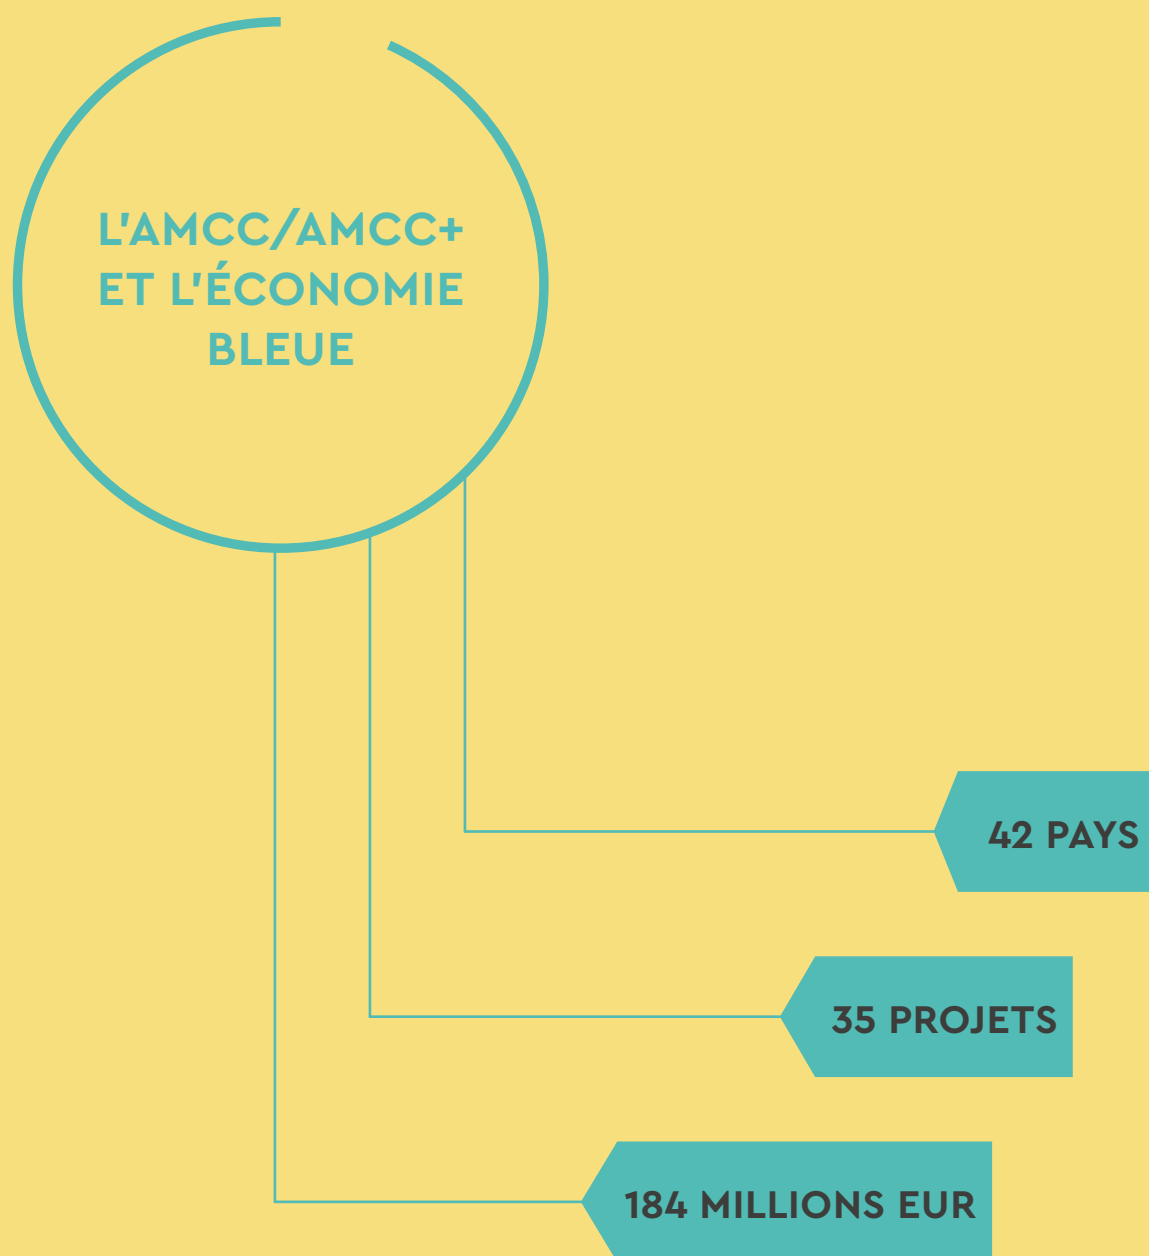 L'AMCC/AMCC+
ET L'ÉCONOMIE
BLEUE
42 PAYS
35 PROJETS
184 MILLIONS EUR